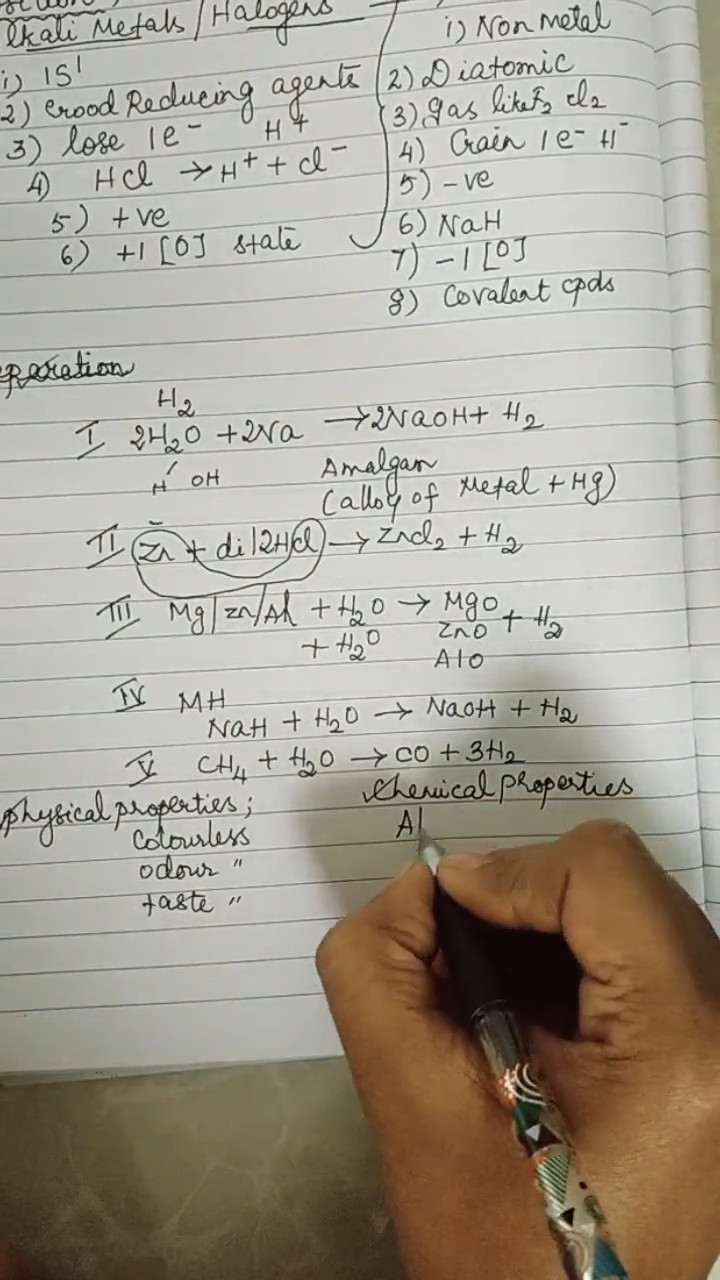 lkali Metals/Halogens
i) 1S¹
2) Good Reducing agents
3) lose 1e⁻ H⁺
4) HCl → H⁺ + Cl⁻
5) +ve
6) +1 [O] state
i) Non metal
2) Diatomic
3) gas like F₂ Cl₂
4) Gain 1e⁻ H⁻
5) -ve
6) NaH
7) -1 [O]
8) Covalent cpds
eparation
H₂
I 2H₂O + 2Na → 2NaOH + H₂
H OH Amalgam
(alloy of Metal + Hg)
II Zn + dil 2HCl → ZnCl₂ + H₂
III Mg/Zn/Al + H₂O → MgO
+ H₂O ZnO + H₂
AlO
IV MH
NaH + H₂O → NaOH + H₂
V CH₄ + H₂O → CO + 3H₂
physical properties; Chemical Properties
Colourless Al
odour "
taste "